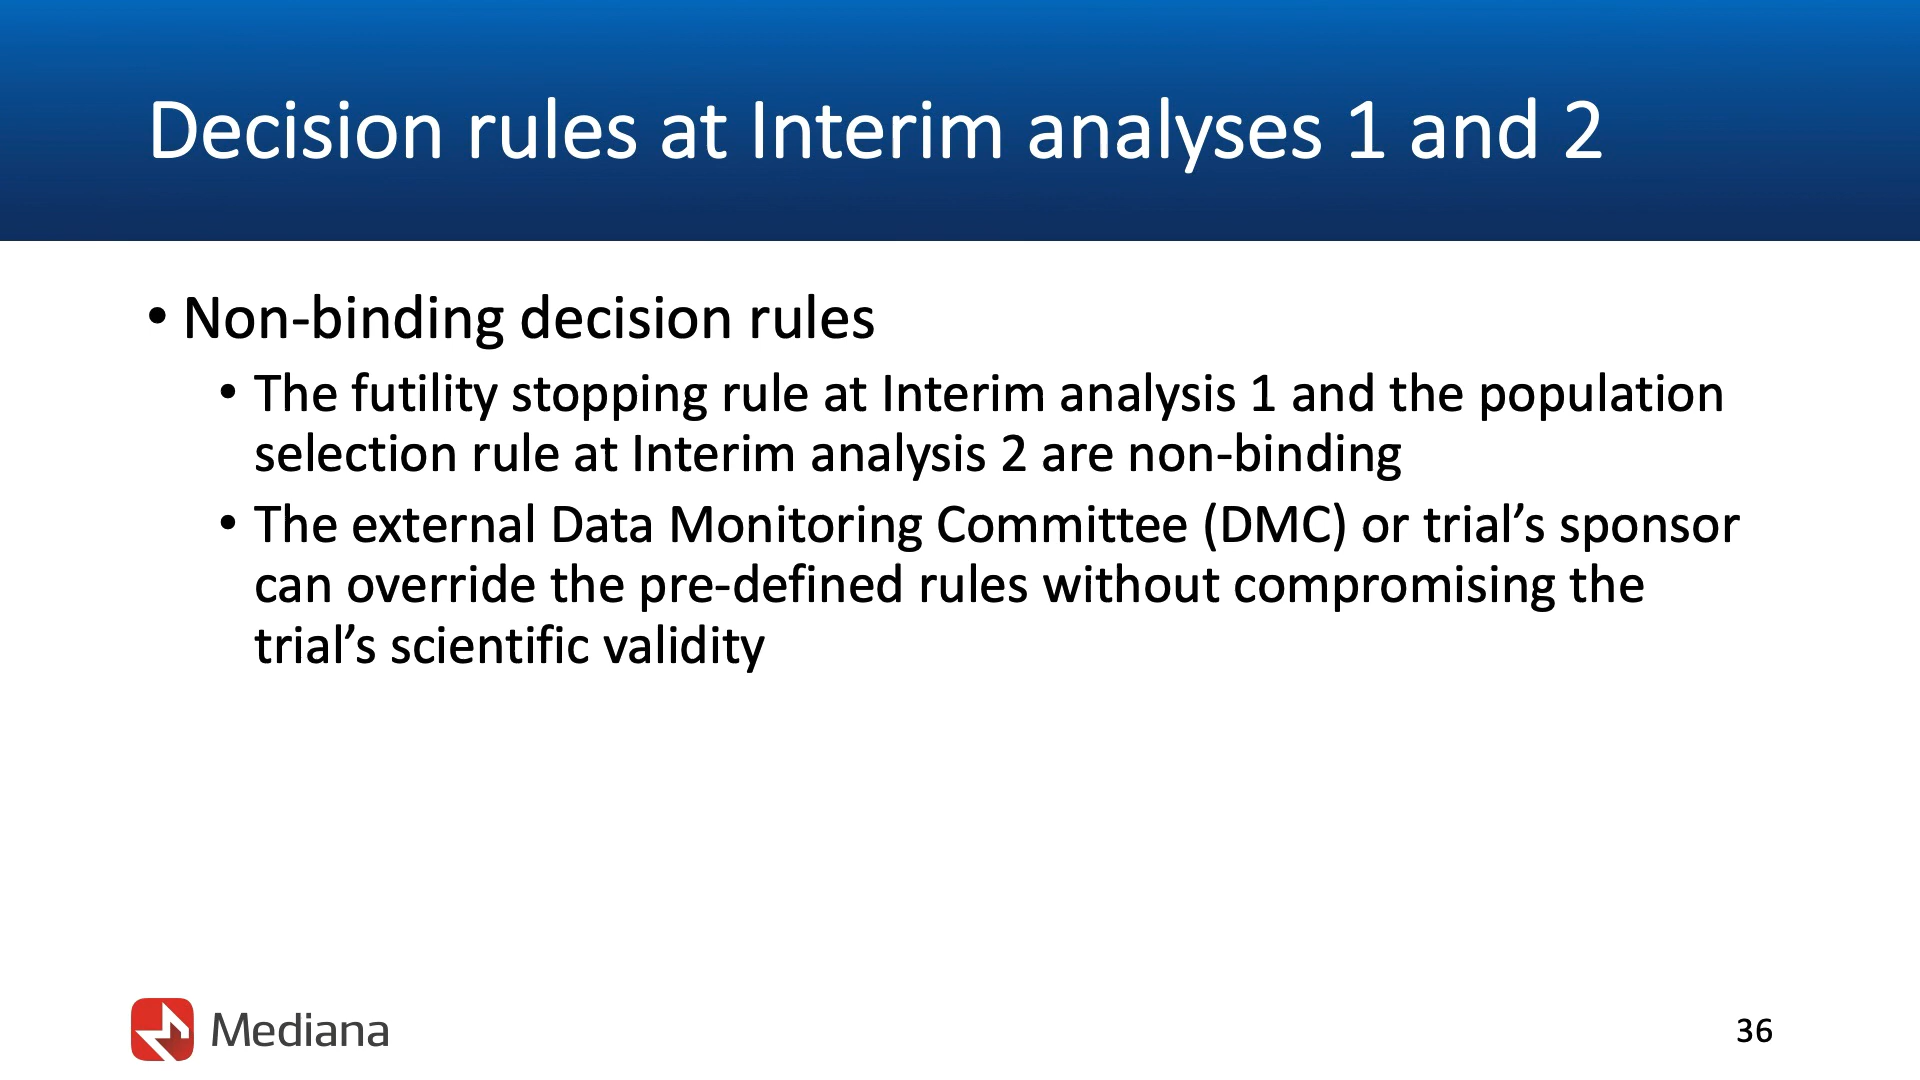 Decision rules at Interim analyses 1 and 2
• Non-binding decision rules
• The futility stopping rule at Interim analysis 1 and the population
selection rule at Interim analysis 2 are non-binding
• The external Data Monitoring Committee (DMC) or trial’s sponsor
can override the pre-defined rules without compromising the
trial’s scientific validity
Mediana
36